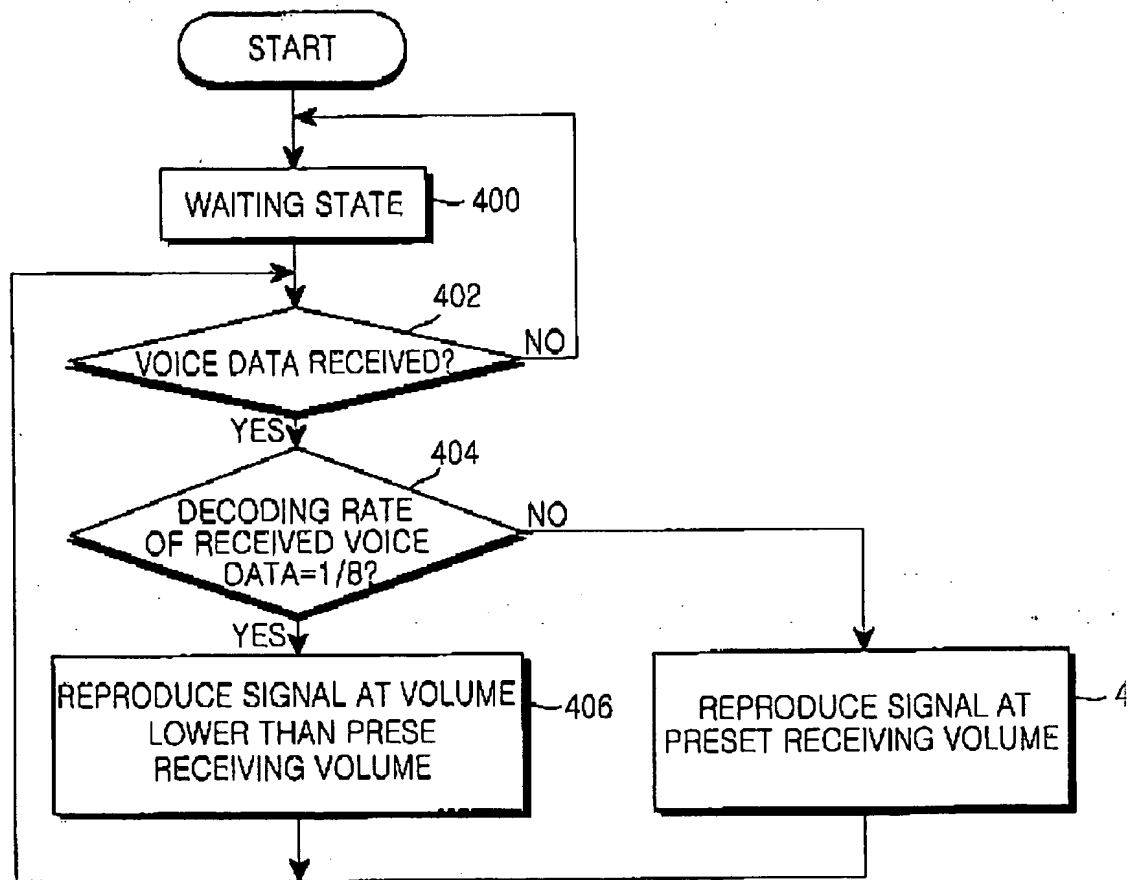 START
WAITING STATE
400
402
VOICE DATA RECEIVED?
NO
YES
404
DECODING RATE
OF RECEIVED VOICE
DATA=1/8?
NO
YES
REPRODUCE SIGNAL AT VOLUME
LOWER THAN PRESE
RECEIVING VOLUME
406
REPRODUCE SIGNAL AT
PRESET RECEIVING VOLUME
4